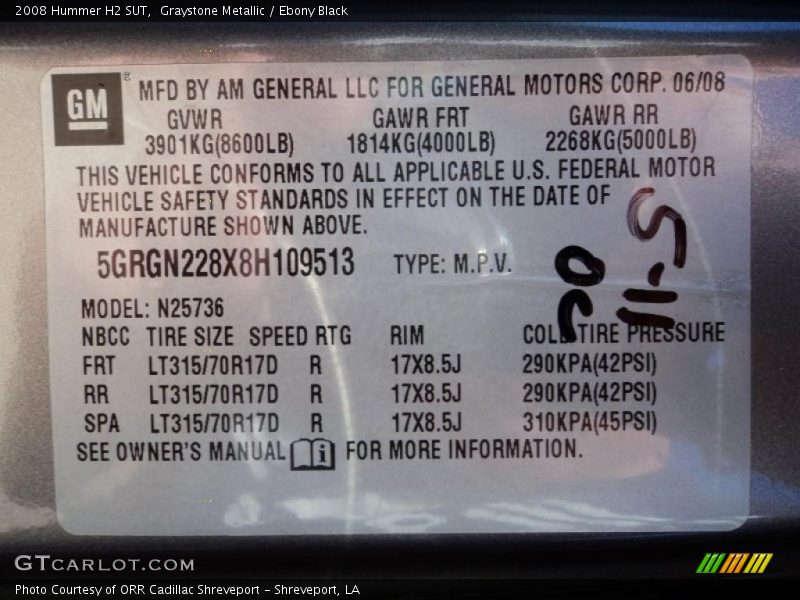 2008 Hummer H2 SUT,  Graystone Metallic / Ebony Black
GM ® MFD BY AM GENERAL LLC FOR GENERAL MOTORS CORP. 06/08
GVWR GAWR FRT GAWR RR
3901KG(8600LB) 1814KG(4000LB) 2268KG(5000LB)
THIS VEHICLE CONFORMS TO ALL APPLICABLE U.S. FEDERAL MOTOR
VEHICLE SAFETY STANDARDS IN EFFECT ON THE DATE OF
MANUFACTURE SHOWN ABOVE.
5GRGN228X8H109513 TYPE: M.P.V.
MODEL: N25736
NBCC TIRE SIZE SPEED RTG RIM COLD TIRE PRESSURE
FRT LT315/70R17D R 17X8.5J 290KPA(42PSI)
RR LT315/70R17D R 17X8.5J 290KPA(42PSI)
SPA LT315/70R17D R 17X8.5J 310KPA(45PSI)
SEE OWNER'S MANUAL i FOR MORE INFORMATION.
GTCARLOT.COM
Photo Courtesy of ORR Cadillac Shreveport - Shreveport, LA